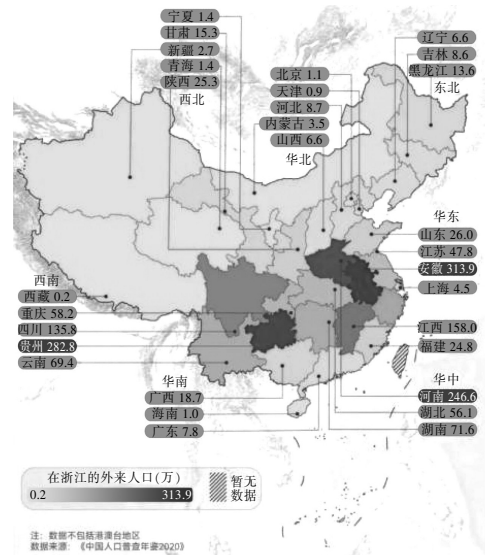 宁夏 1.4
甘肃 15.3
新疆 2.7
青海 1.4
陕西 25.3
西北
北京 1.1
天津 0.9
河北 8.7
内蒙古 3.5
山西 6.6
华北
辽宁 6.6
吉林 8.6
黑龙江 13.6
东北
华东
山东 26.0
江苏 47.8
安徽 313.9
上海 4.5
江西 158.0
福建 24.8
西南
西藏 0.2
重庆 58.2
四川 135.8
贵州 282.8
云南 69.4
华南
广西 18.7
海南 1.0
广东 7.8
华中
河南 246.6
湖北 56.1
湖南 71.6
在浙江的外来人口(万)
0.2 313.9
暂无
数据
注: 数据不包括港澳台地区
数据来源: 《中国人口普查年鉴2020》